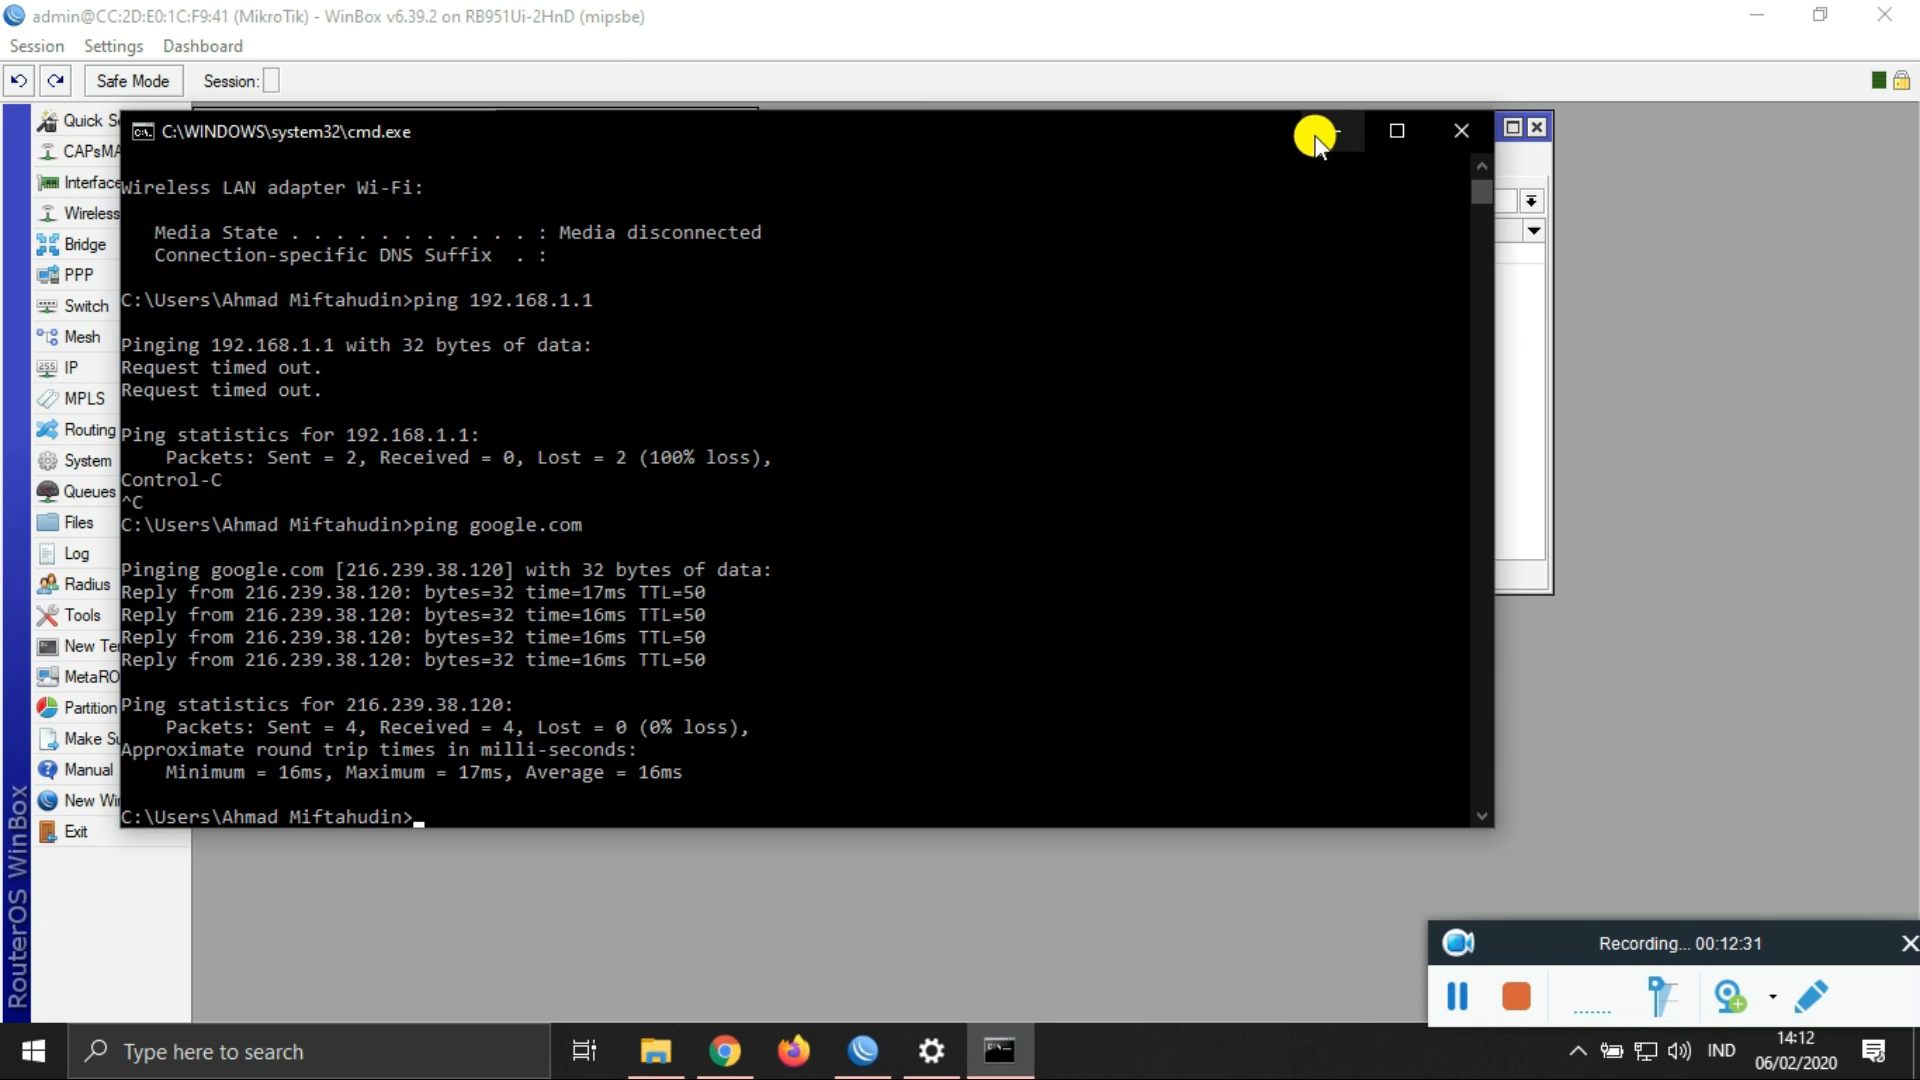 admin@CC:2D:E0:1C:F9:41 (MikroTik) - WinBox v6.39.2 on RB951Ui-2HnD (mipsbe)
Session Settings Dashboard
Safe Mode Session:
Quick
CAPsMA
Interface
Wireless
Bridge
PPP
Switch
Mesh
255 IP
MPLS
Routing
System
Queues
Files
Log
Radius
Tools
New Te
MetaRO
Partition
Make Su
Manual
New Wi
Exit
RouterOS WinBox
C:\WINDOWS\system32\cmd.exe
Wireless LAN adapter Wi-Fi:
Media State . . . . . . . . . . . : Media disconnected
Connection-specific DNS Suffix . :
C:\Users\Ahmad Miftahudin>ping 192.168.1.1
Pinging 192.168.1.1 with 32 bytes of data:
Request timed out.
Request timed out.
Ping statistics for 192.168.1.1:
Packets: Sent = 2, Received = 0, Lost = 2 (100% loss),
Control-C
^C
C:\Users\Ahmad Miftahudin>ping google.com
Pinging google.com [216.239.38.120] with 32 bytes of data:
Reply from 216.239.38.120: bytes=32 time=17ms TTL=50
Reply from 216.239.38.120: bytes=32 time=16ms TTL=50
Reply from 216.239.38.120: bytes=32 time=16ms TTL=50
Reply from 216.239.38.120: bytes=32 time=16ms TTL=50
Ping statistics for 216.239.38.120:
Packets: Sent = 4, Received = 4, Lost = 0 (0% loss),
Approximate round trip times in milli-seconds:
Minimum = 16ms, Maximum = 17ms, Average = 16ms
C:\Users\Ahmad Miftahudin>
Recording... 00:12:31
Type here to search
IND
14:12
06/02/2020